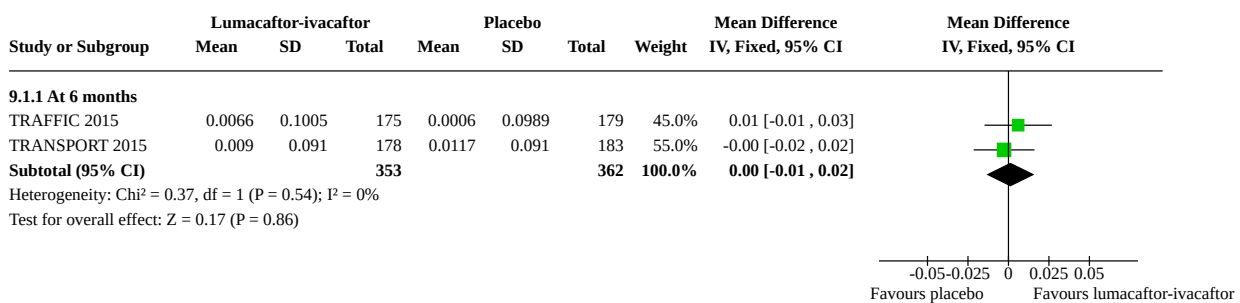 Lumacaftor-ivacaftor Placebo Mean Difference Mean Difference
Study or Subgroup Mean SD Total Mean SD Total Weight IV, Fixed, 95% CI IV, Fixed, 95% CI
9.1.1 At 6 months
TRAFFIC 2015 0.0066 0.1005 175 0.0006 0.0989 179 45.0% 0.01 [-0.01 , 0.03]
TRANSPORT 2015 0.009 0.091 178 0.0117 0.091 183 55.0% -0.00 [-0.02 , 0.02]
Subtotal (95% CI) 353 362 100.0% 0.00 [-0.01 , 0.02]
Heterogeneity: Chi² = 0.37, df = 1 (P = 0.54); I² = 0%
Test for overall effect: Z = 0.17 (P = 0.86)
-0.05 -0.025 0 0.025 0.05
Favours placebo Favours lumacaftor-ivacaftor